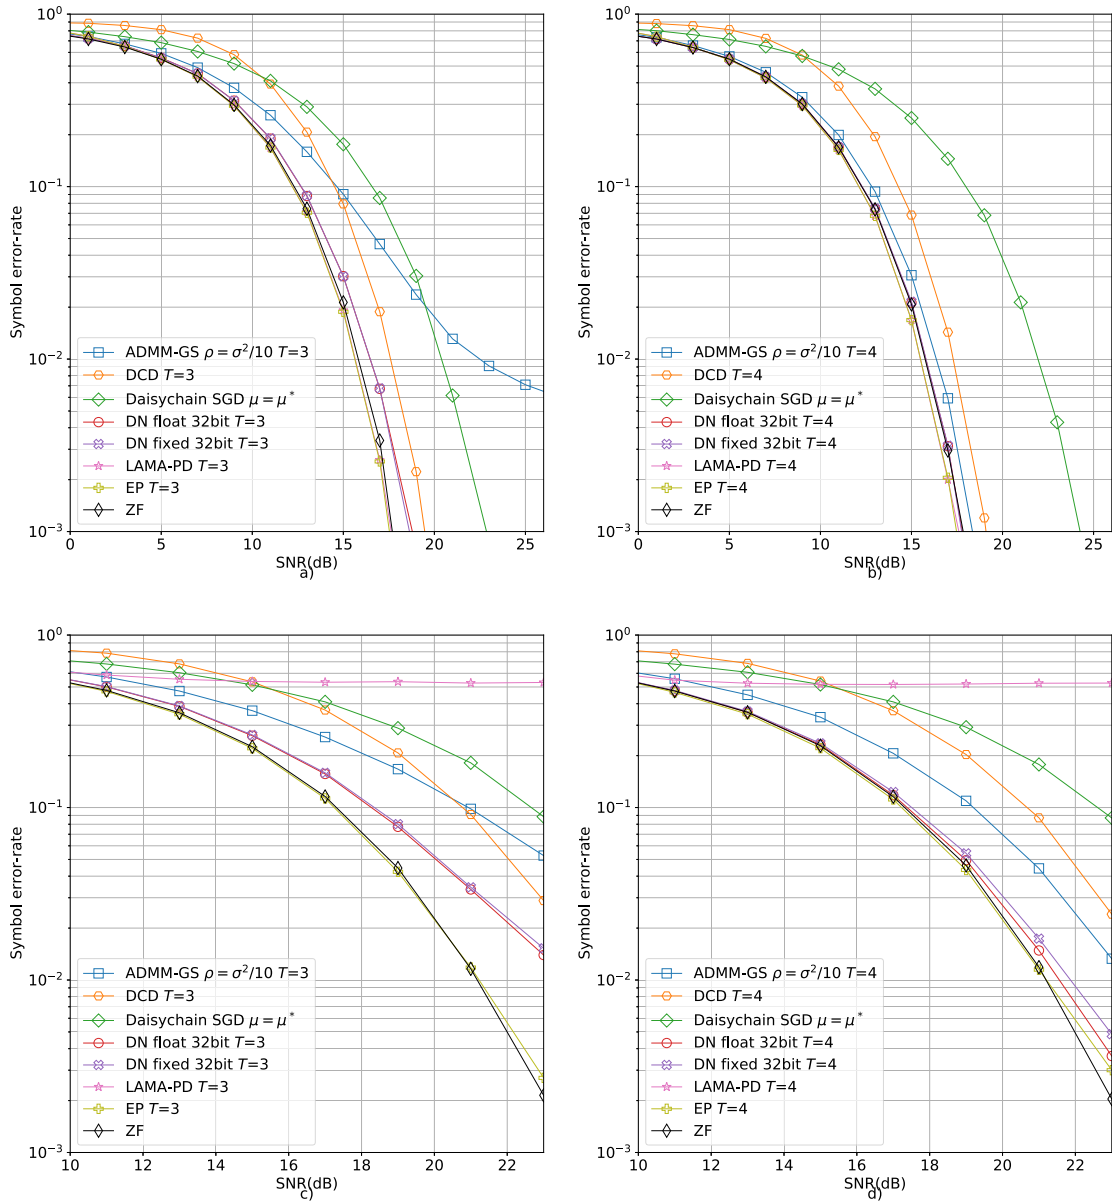 10⁰
10⁻¹
10⁻²
10⁻³
Symbol error-rate
ADMM-GS ρ = σ²/10 T=3
DCD T=3
Daisychain SGD μ = μ*
DN float 32bit T=3
DN fixed 32bit T=3
LAMA-PD T=3
EP T=3
ZF
0 5 10 15 20 25
SNR(dB)
a)
10⁰
10⁻¹
10⁻²
10⁻³
Symbol error-rate
ADMM-GS ρ = σ²/10 T=4
DCD T=4
Daisychain SGD μ = μ*
DN float 32bit T=4
DN fixed 32bit T=4
LAMA-PD T=4
EP T=4
ZF
0 5 10 15 20 25
SNR(dB)
b)
10⁰
10⁻¹
10⁻²
10⁻³
Symbol error-rate
ADMM-GS ρ = σ²/10 T=3
DCD T=3
Daisychain SGD μ = μ*
DN float 32bit T=3
DN fixed 32bit T=3
LAMA-PD T=3
EP T=3
ZF
10 12 14 16 18 20 22
SNR(dB)
c)
10⁰
10⁻¹
10⁻²
10⁻³
Symbol error-rate
ADMM-GS ρ = σ²/10 T=4
DCD T=4
Daisychain SGD μ = μ*
DN float 32bit T=4
DN fixed 32bit T=4
LAMA-PD T=4
EP T=4
ZF
10 12 14 16 18 20 22
SNR(dB)
d)